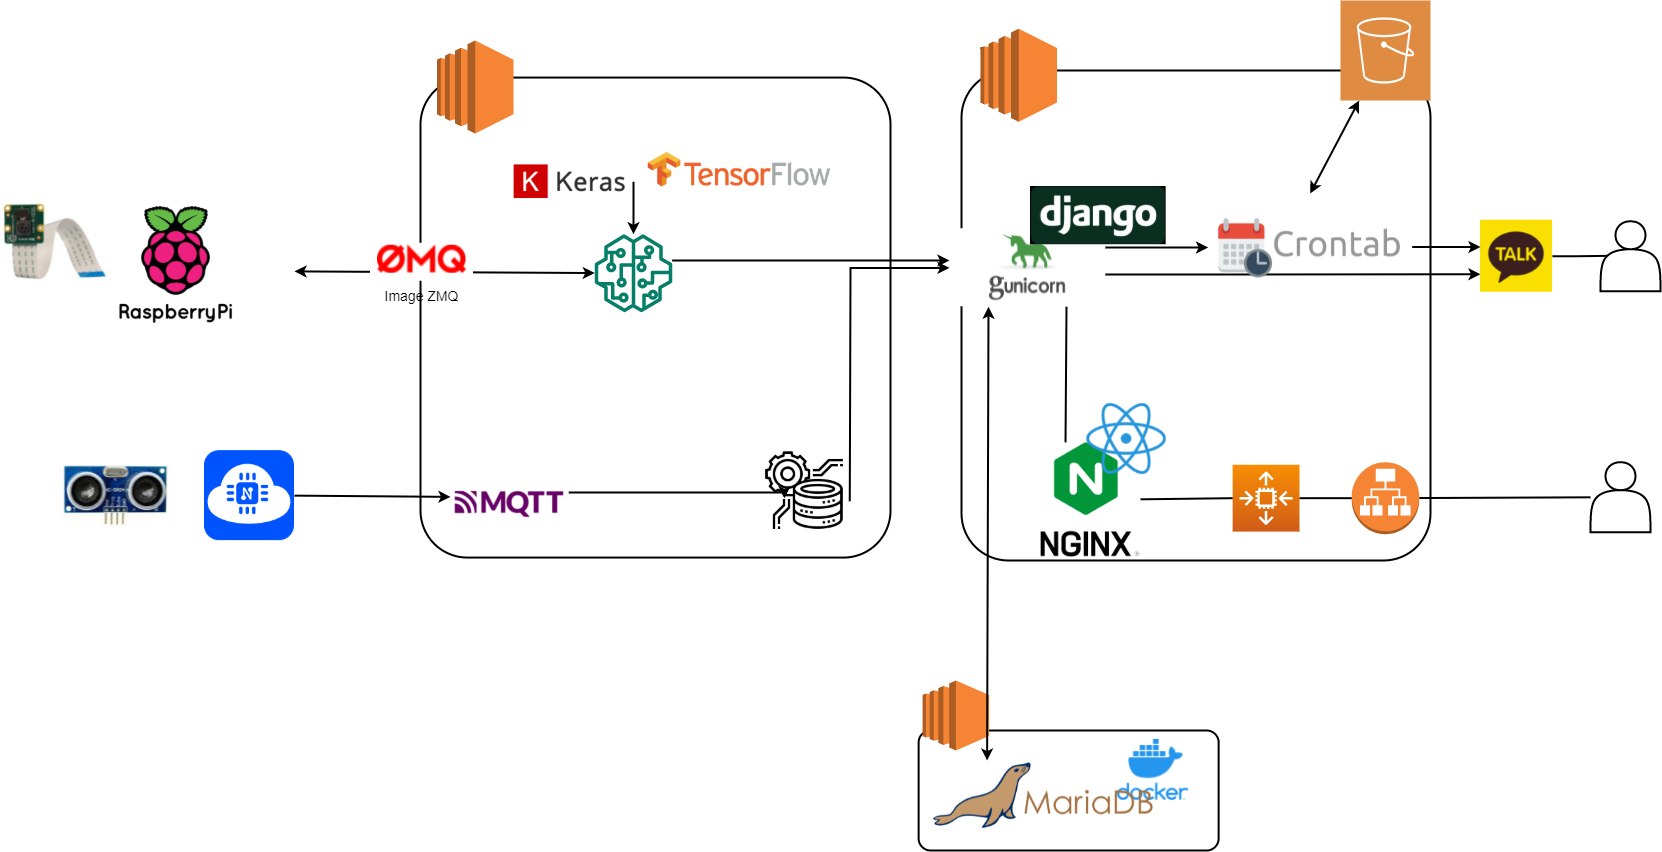 K Keras
TensorFlow
django
ØMQ
Image ZMQ
RaspberryPi
gunicorn
Crontab
TALK
N
MQTT
N
NGINX
MariaDB
docker